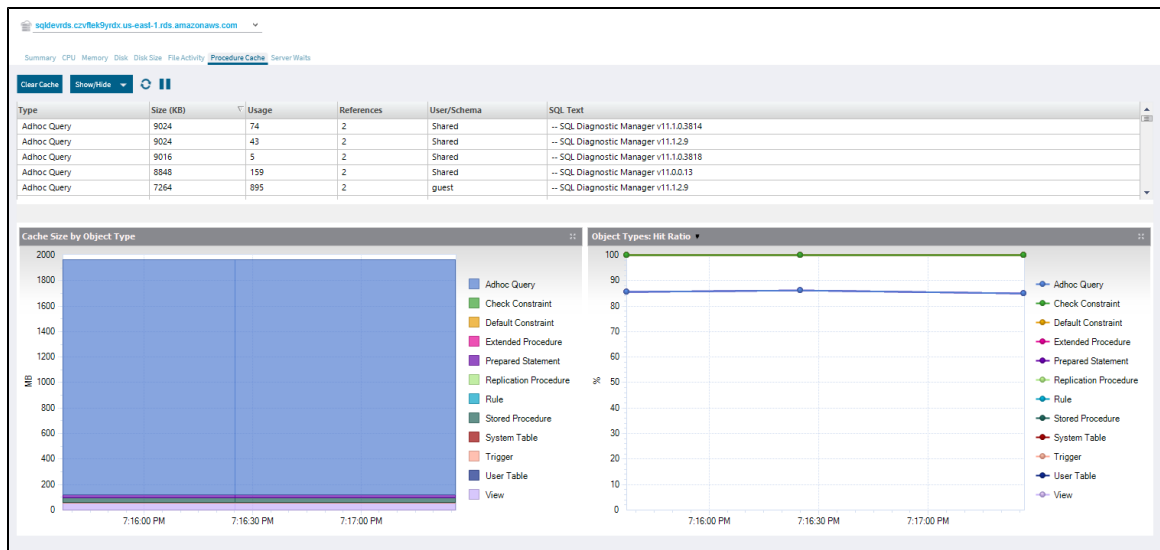 sqldevrds.czvflek9yrdx.us-east-1.rds.amazonaws.com
Summary CPU Memory Disk Disk Size File Activity Procedure Cache Server Waits
Clear Cache Show/Hide
Type Size (KB) Usage References User/Schema SQL Text
Adhoc Query 9024 74 2 Shared -- SQL Diagnostic Manager v11.1.0.3814
Adhoc Query 9024 43 2 Shared -- SQL Diagnostic Manager v11.1.2.9
Adhoc Query 9016 5 2 Shared -- SQL Diagnostic Manager v11.1.0.3818
Adhoc Query 8848 159 2 Shared -- SQL Diagnostic Manager v11.0.0.13
Adhoc Query 7264 895 2 guest -- SQL Diagnostic Manager v11.1.2.9
Cache Size by Object Type
MB
2000
1800
1600
1400
1200
1000
800
600
400
200
0
7:16:00 PM 7:16:30 PM 7:17:00 PM
Adhoc Query
Check Constraint
Default Constraint
Extended Procedure
Prepared Statement
Replication Procedure
Rule
Stored Procedure
System Table
Trigger
User Table
View
Object Types: Hit Ratio
%
100
90
80
70
60
50
40
30
20
10
0
7:16:00 PM 7:16:30 PM 7:17:00 PM
Adhoc Query
Check Constraint
Default Constraint
Extended Procedure
Prepared Statement
Replication Procedure
Rule
Stored Procedure
System Table
Trigger
User Table
View